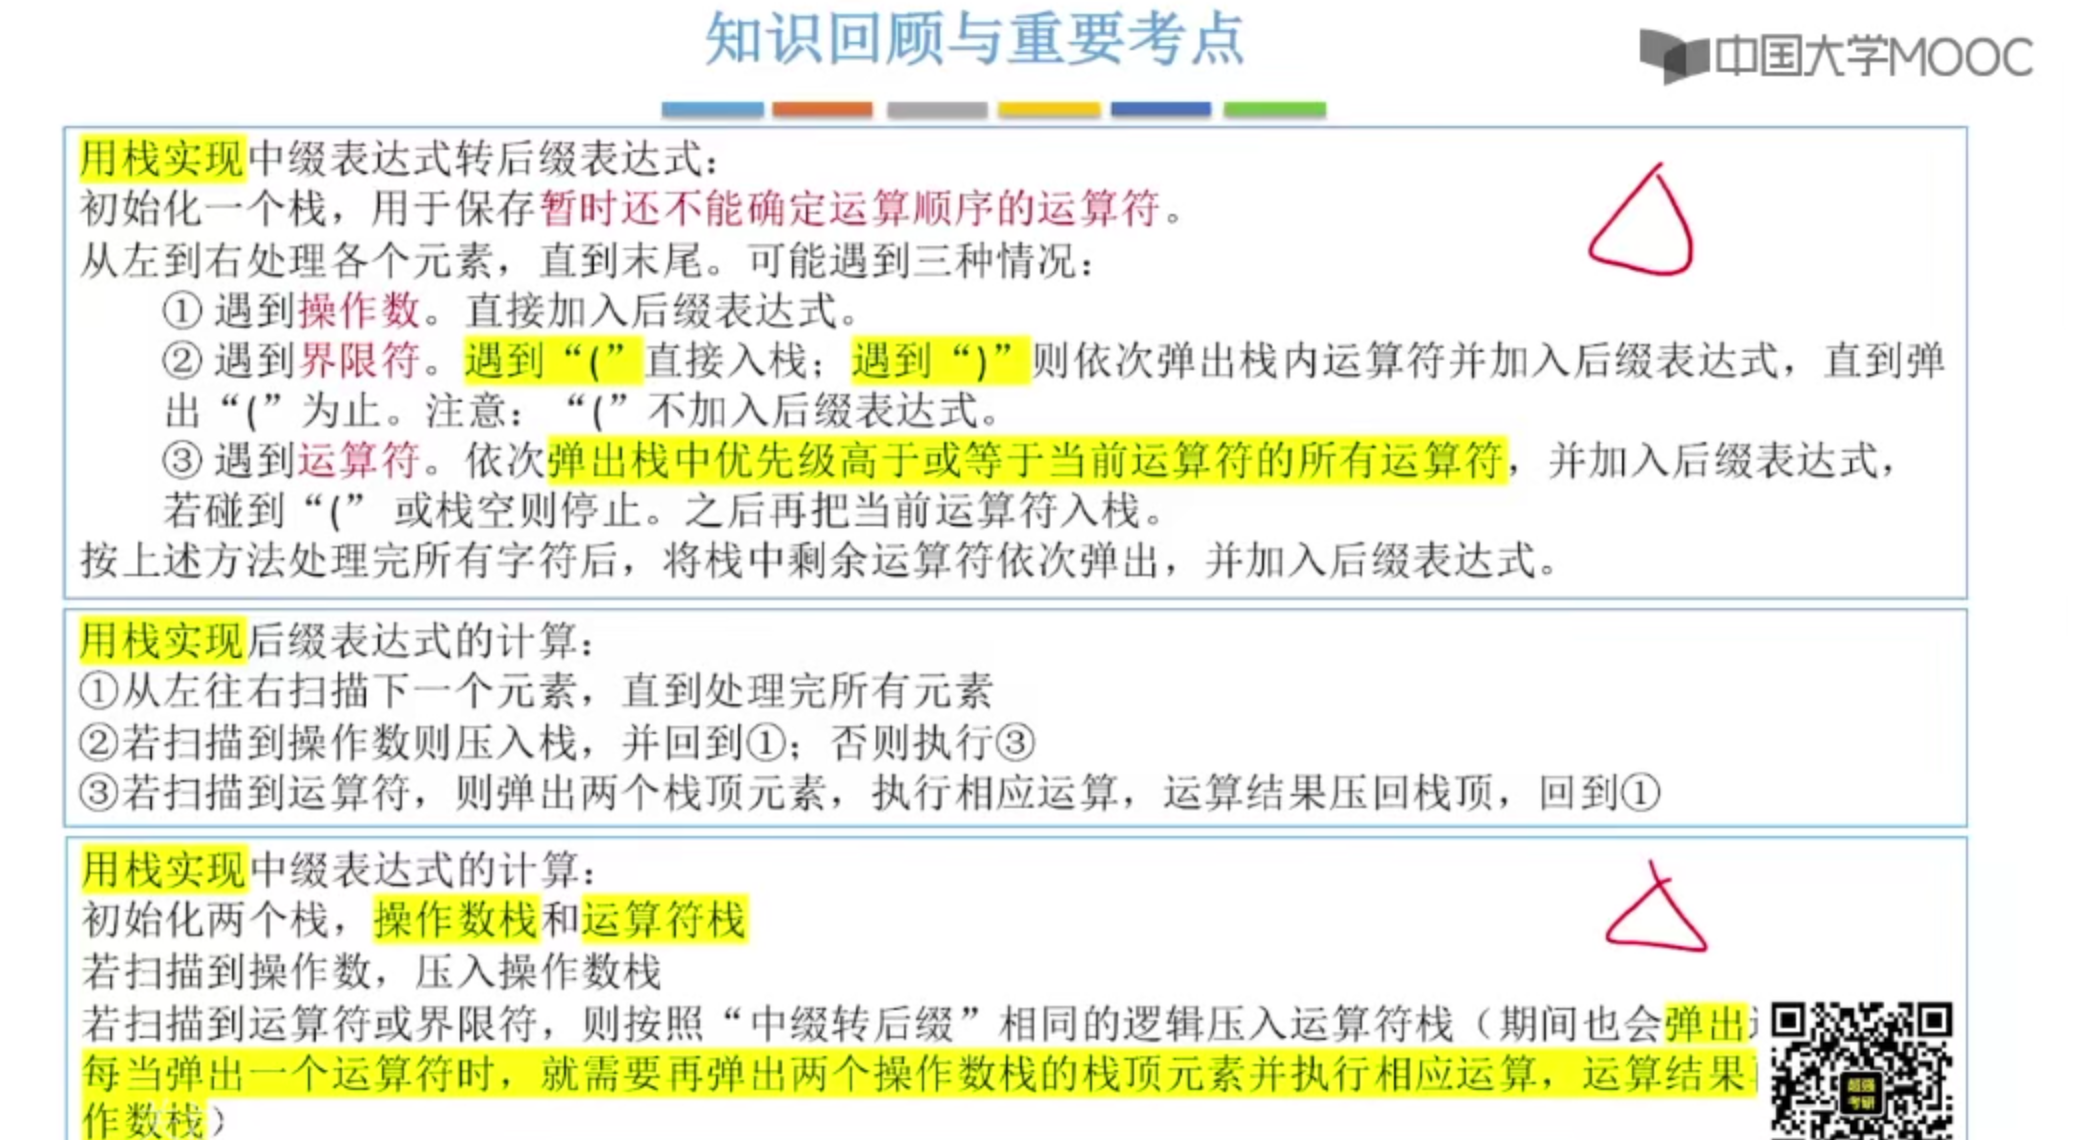 知识回顾与重要考点
中国大学MOOC
用栈实现中缀表达式转后缀表达式：
初始化一个栈，用于保存暂时还不能确定运算顺序的运算符。
从左到右处理各个元素，直到末尾。可能遇到三种情况：
① 遇到操作数。直接加入后缀表达式。
② 遇到界限符。遇到“(”直接入栈；遇到“)”则依次弹出栈内运算符并加入后缀表达式，直到弹
出“(”为止。注意：“(”不加入后缀表达式。
③ 遇到运算符。依次弹出栈中优先级高于或等于当前运算符的所有运算符，并加入后缀表达式，
若碰到“(” 或栈空则停止。之后再把当前运算符入栈。
按上述方法处理完所有字符后，将栈中剩余运算符依次弹出，并加入后缀表达式。
用栈实现后缀表达式的计算：
①从左往右扫描下一个元素，直到处理完所有元素
②若扫描到操作数则压入栈，并回到①；否则执行③
③若扫描到运算符，则弹出两个栈顶元素，执行相应运算，运算结果压回栈顶，回到①
用栈实现中缀表达式的计算：
初始化两个栈，操作数栈和运算符栈
若扫描到操作数，压入操作数栈
若扫描到运算符或界限符，则按照“中缀转后缀”相同的逻辑压入运算符栈（期间也会弹出
每当弹出一个运算符时，就需要再弹出两个操作数栈的栈顶元素并执行相应运算，运算结果
作数栈）
考研